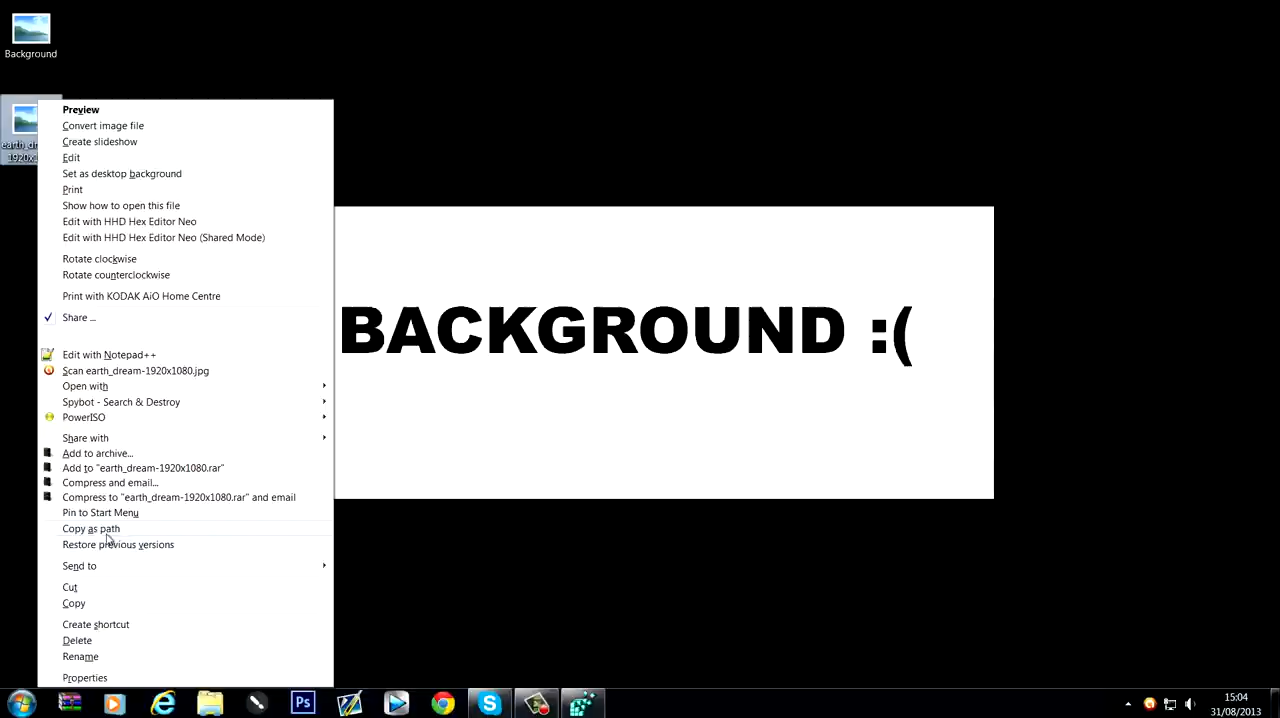 Background
earth_dr
1920x1
Preview
Convert image file
Create slideshow
Edit
Set as desktop background
Print
Show how to open this file
Edit with HHD Hex Editor Neo
Edit with HHD Hex Editor Neo (Shared Mode)
Rotate clockwise
Rotate counterclockwise
Print with KODAK AiO Home Centre
Share ...
Edit with Notepad++
Scan earth_dream-1920x1080.jpg
Open with
Spybot - Search & Destroy
PowerISO
Share with
Add to archive...
Add to "earth_dream-1920x1080.rar"
Compress and email...
Compress to "earth_dream-1920x1080.rar" and email
Pin to Start Menu
Copy as path
Restore previous versions
Send to
Cut
Copy
Create shortcut
Delete
Rename
Properties
BACKGROUND :(
Ps
15:04
31/08/2013